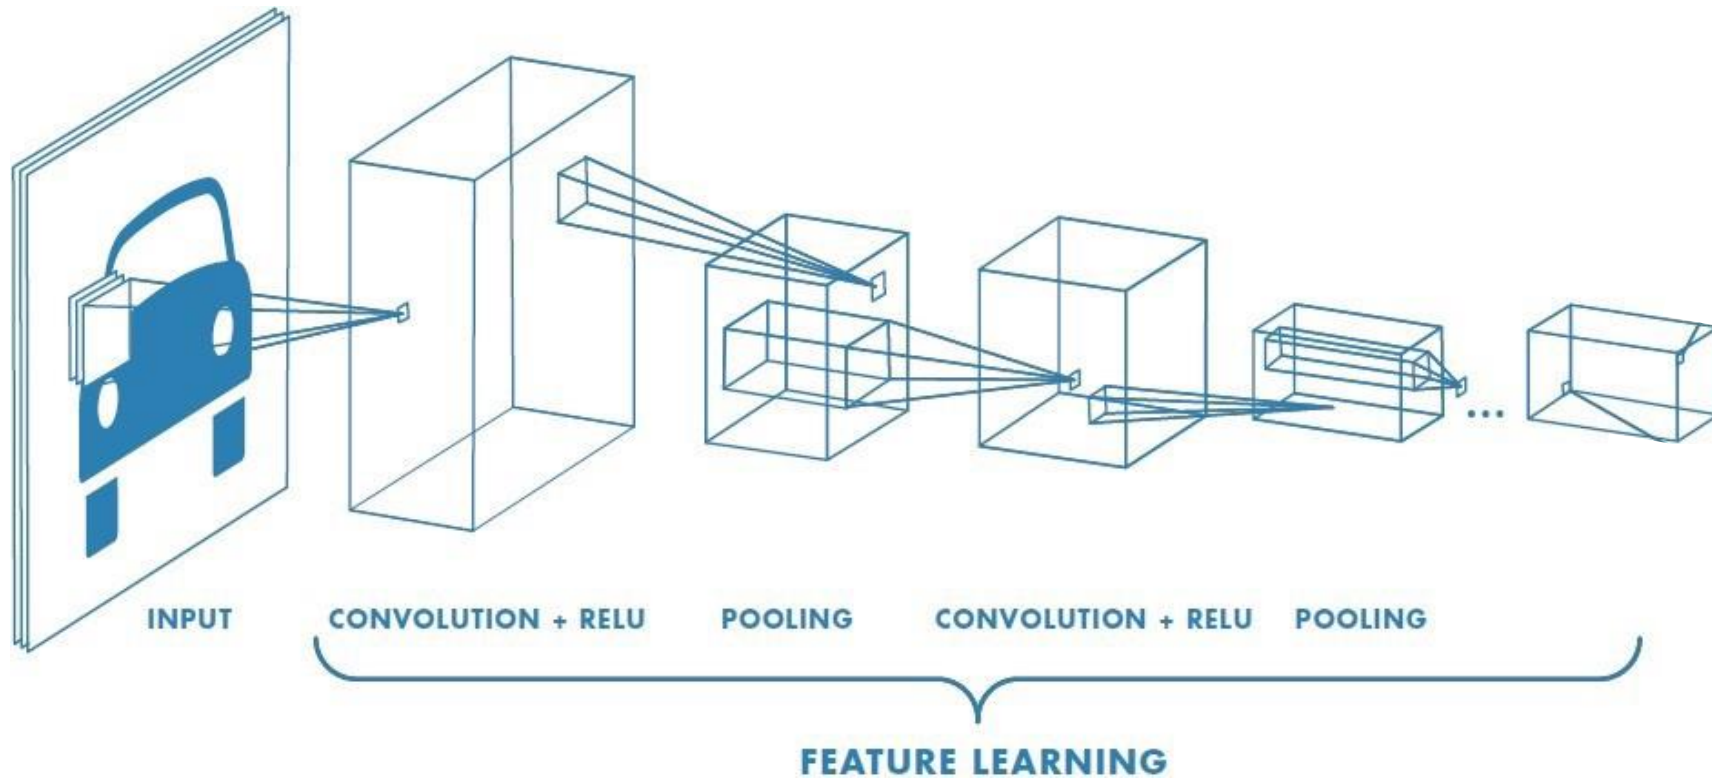 INPUT CONVOLUTION + RELU POOLING CONVOLUTION + RELU POOLING
...
FEATURE LEARNING